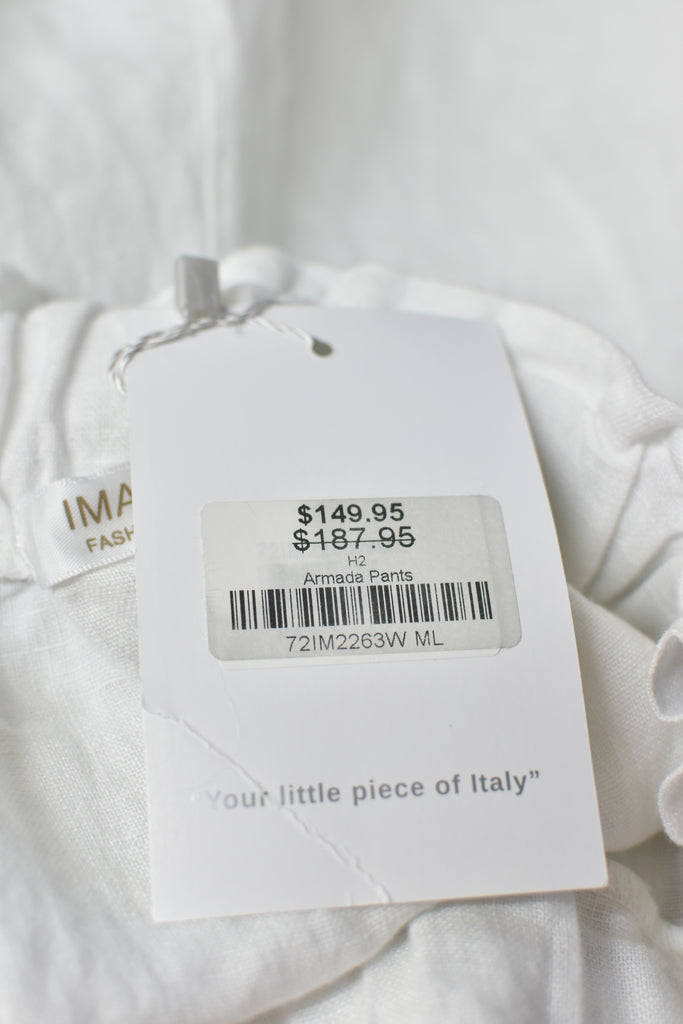 IMA
FASH
$149.95
$187.95
H2
Armada Pants
72IM2263W ML
"Your little piece of Italy”